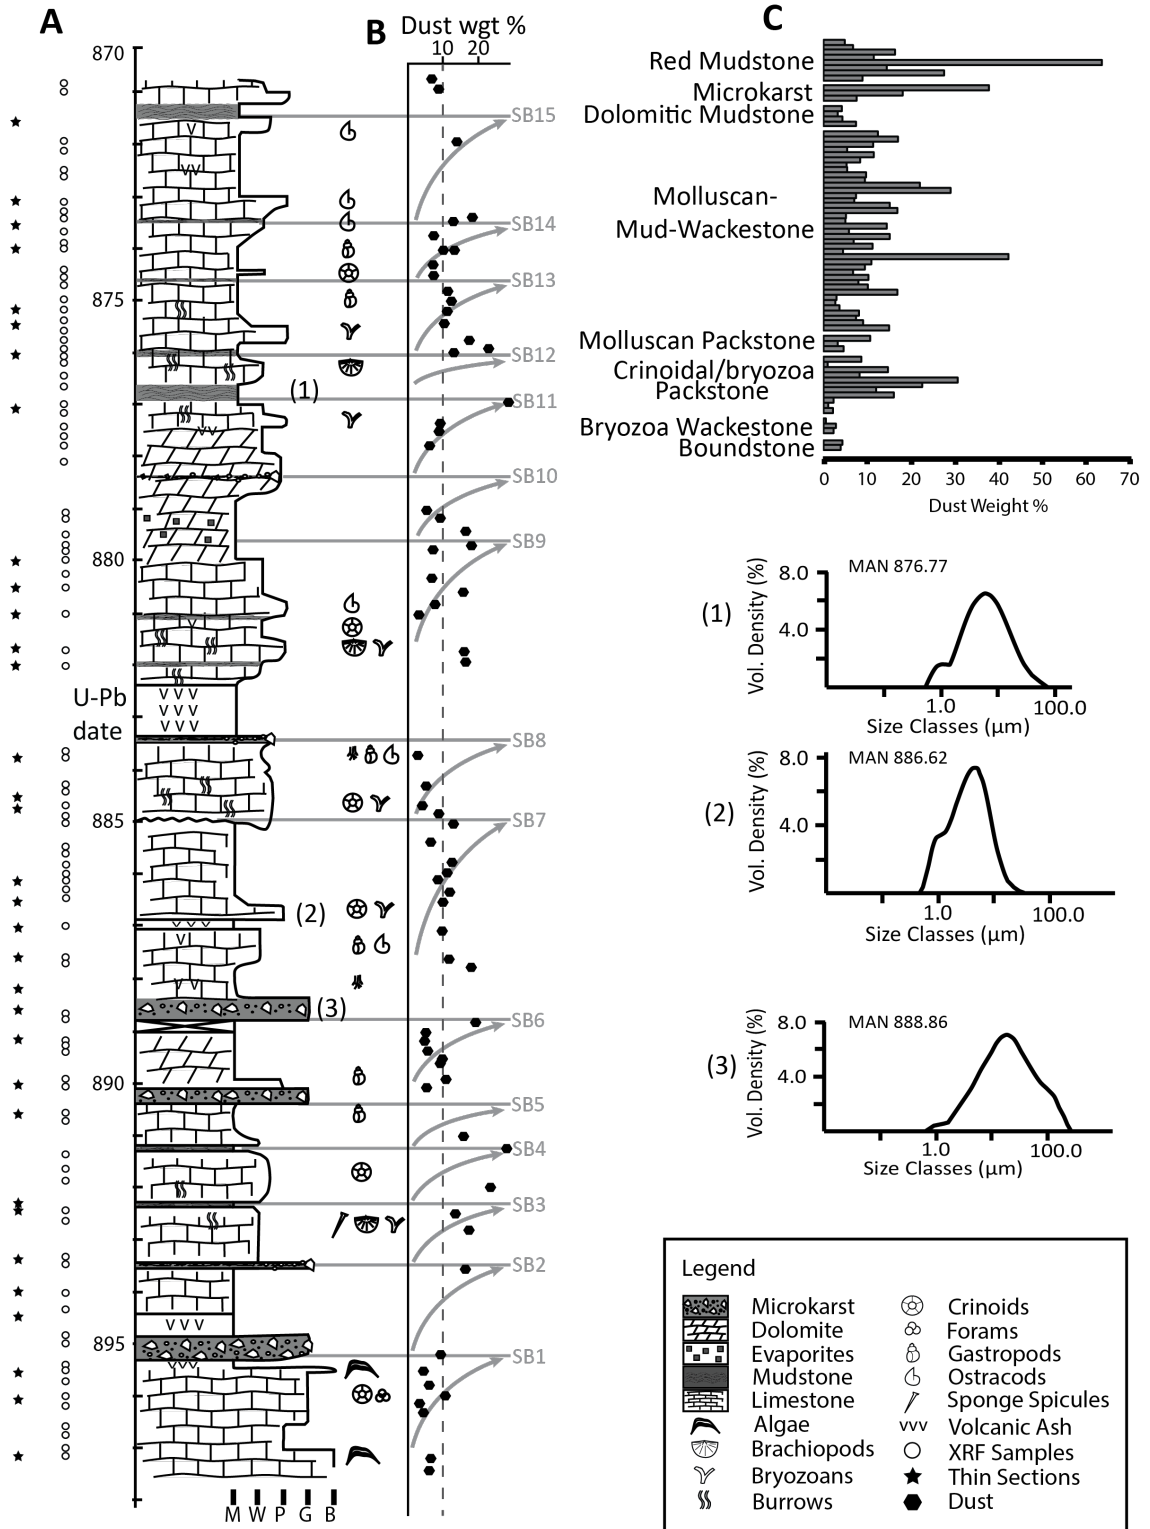 A
B
Dust wgt %
10 20
C
870
875
880
U-Pb
date
885
890
895
M W P G B
(1)
(2)
(3)
SB15
SB14
SB13
SB12
SB11
SB10
SB9
SB8
SB7
SB6
SB5
SB4
SB3
SB2
SB1
Red Mudstone
Microkarst
Dolomitic Mudstone
Molluscan-
Mud-Wackestone
Molluscan Packstone
Crinoidal/bryozoa
Packstone
Bryozoa Wackestone
Boundstone
0 10 20 30 40 50 60 70
Dust Weight %
(1)
MAN 876.77
Vol. Density (%)
8.0
4.0
1.0 100.0
Size Classes (µm)
(2)
MAN 886.62
Vol. Density (%)
8.0
4.0
1.0 100.0
Size Classes (µm)
(3)
MAN 888.86
Vol. Density (%)
8.0
4.0
1.0 100.0
Size Classes (µm)
Legend
Microkarst
Dolomite
Evaporites
Mudstone
Limestone
Algae
Brachiopods
Bryozoans
Burrows
Crinoids
Forams
Gastropods
Ostracods
Sponge Spicules
Volcanic Ash
XRF Samples
Thin Sections
Dust